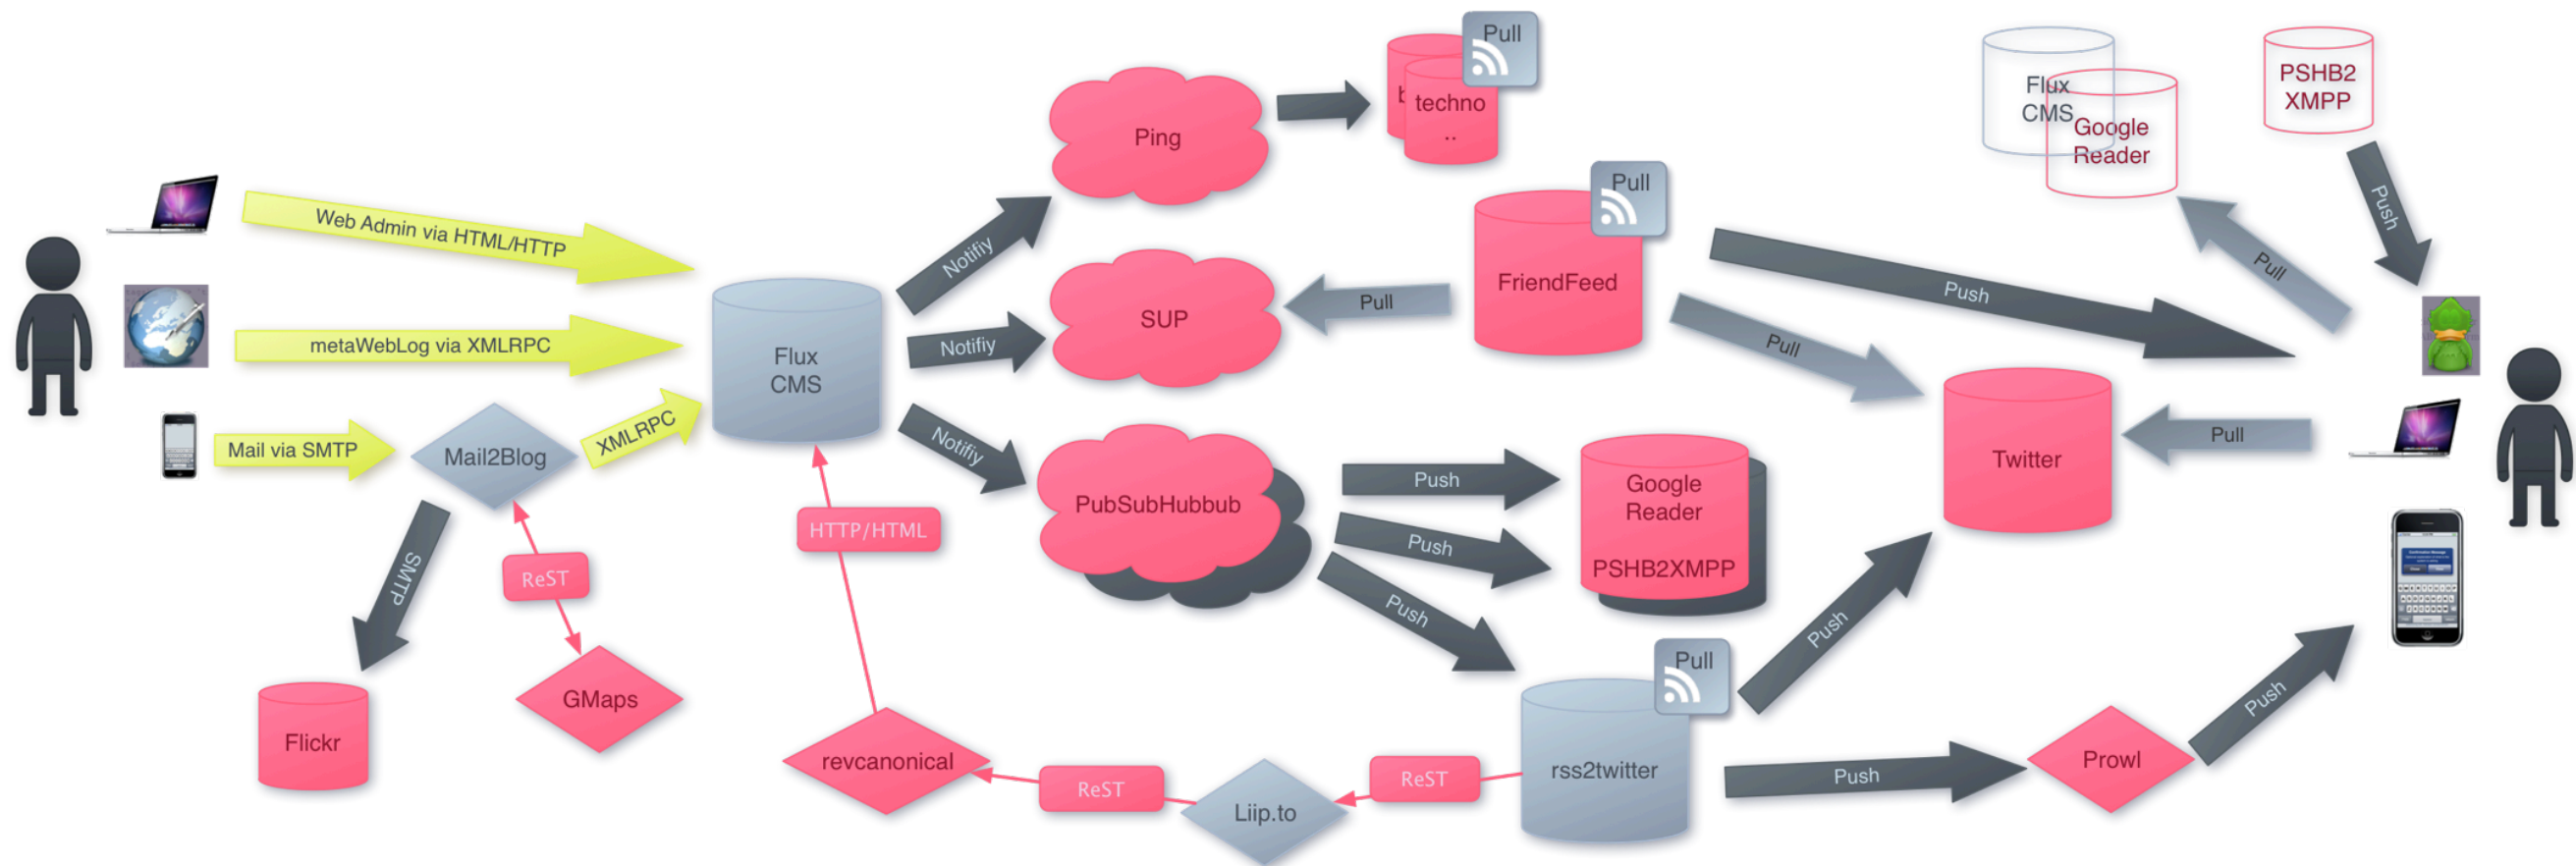 Web Admin via HTML/HTTP
metaWebLog via XMLRPC
Mail via SMTP
Mail2Blog
XMLRPC
SMTP
ReST
Flickr
GMaps
Flux
CMS
HTTP/HTML
revcanonical
ReST
Liip.to
ReST
Notifiy
Notifiy
Notifiy
Ping
SUP
PubSubHubbub
Pull
techno
..
Pull
Pull
FriendFeed
Push
Pull
Push
Push
Push
Google
Reader
PSHB2XMPP
Pull
rss2twitter
Push
Push
Prowl
Push
Twitter
Pull
Flux
CMS
Google
Reader
PSHB2
XMPP
Push
Pull